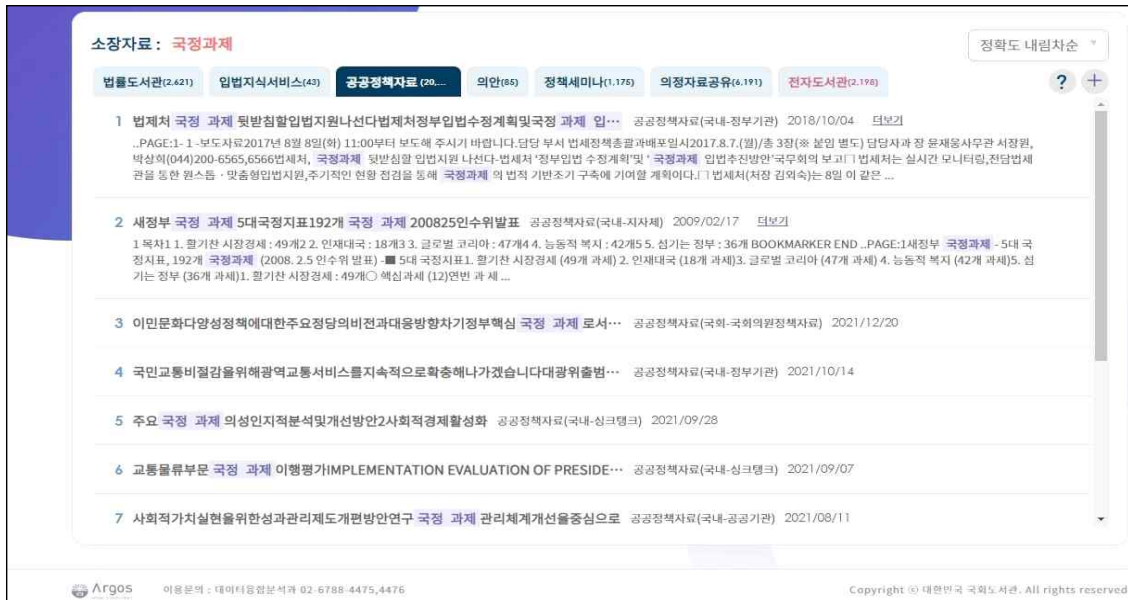 소장자료 : 국정과제
정확도 내림차순
법률도서관(2,621) 입법지식서비스(43) 공공정책자료 (20,... 의안(85) 정책세미나(1,175) 의정자료공유(6,191) 전자도서관(2,198) ? +
1 법제처 국정 과제 뒷받침할입법지원나선다법제처정부입법수정계획및국정 과제 입… 공공정책자료(국내-정부기관) 2018/10/04 더보기
..PAGE:1- 1 -보도자료2017년 8월 8일(화) 11:00부터 보도해 주시기 바랍니다.담당 부서 법제정책총괄과배포일시2017.8.7.(월)/총 3장(※ 붙임 별도) 담당자과 장 윤재웅사무관 서장원,
박상희(044)200-6565,6566법제처, 국정과제 뒷받침할 입법지원 나선다-법제처 '정부입법 수정계획'및 '국정과제 입법추진방안'국무회의 보고□ 법제처는 실시간 모니터링,전담법제
관을 통한 원스톱ㆍ맞춤형입법지원,주기적인 현황 점검을 통해 국정과제 의 법적 기반조기 구축에 기여할 계획이다.□ 법제처(처장 김외숙)는 8일 이 같은 ...
2 새정부 국정 과제 5대국정지표192개 국정 과제 200825인수위발표 공공정책자료(국내-지자체) 2009/02/17 더보기
1 목차1 1. 활기찬 시장경제 : 49개2 2. 인재대국 : 18개3 3. 글로벌 코리아 : 47개4 4. 능동적 복지 : 42개5 5. 섬기는 정부 : 36개 BOOKMARKER END ..PAGE:1새정부 국정과제 - 5대 국
정지표, 192개 국정과제 (2008. 2.5 인수위 발표) -■ 5대 국정지표1. 활기찬 시장경제 (49개 과제) 2. 인재대국 (18개 과제)3. 글로벌 코리아 (47개 과제) 4. 능동적 복지 (42개 과제)5. 섬
기는 정부 (36개 과제)1. 활기찬 시장경제 : 49개○ 핵심과제 (12)연번 과 제 ...
3 이민문화다양성정책에대한주요정당의비전과대응방향차기정부핵심 국정 과제 로서… 공공정책자료(국회-국회의원정책자료) 2021/12/20
4 국민교통비절감을위해광역교통서비스를지속적으로확충해나가겠습니다대광위출범… 공공정책자료(국내-정부기관) 2021/10/14
5 주요 국정 과제 의성인지적분석및개선방안2사회적경제활성화 공공정책자료(국내-싱크탱크) 2021/09/28
6 교통물류부문 국정 과제 이행평가IMPLEMENTATION EVALUATION OF PRESIDE… 공공정책자료(국내-싱크탱크) 2021/09/07
7 사회적가치실현을위한성과관리제도개편방안연구 국정 과제 관리체계개선을중심으로 공공정책자료(국내-공공기관) 2021/08/11
Argos 이용문의 : 데이터융합분석과 02-6788-4475,4476
Copyright ⓒ 대한민국 국회도서관. All rights reserved